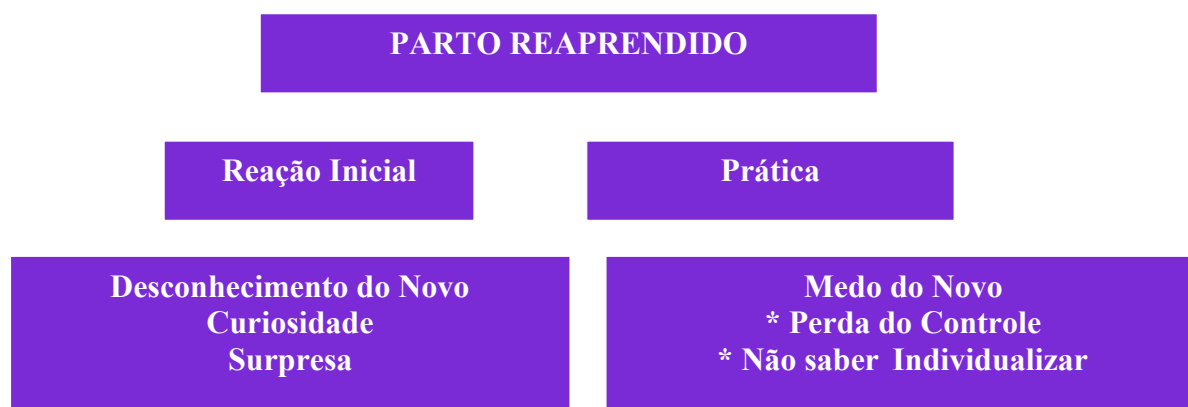 PARTO REAPRENDIDO
Reação Inicial
Prática
Desconhecimento do Novo
Curiosidade
Surpresa
Medo do Novo
* Perda do Controle
* Não saber Individualizar